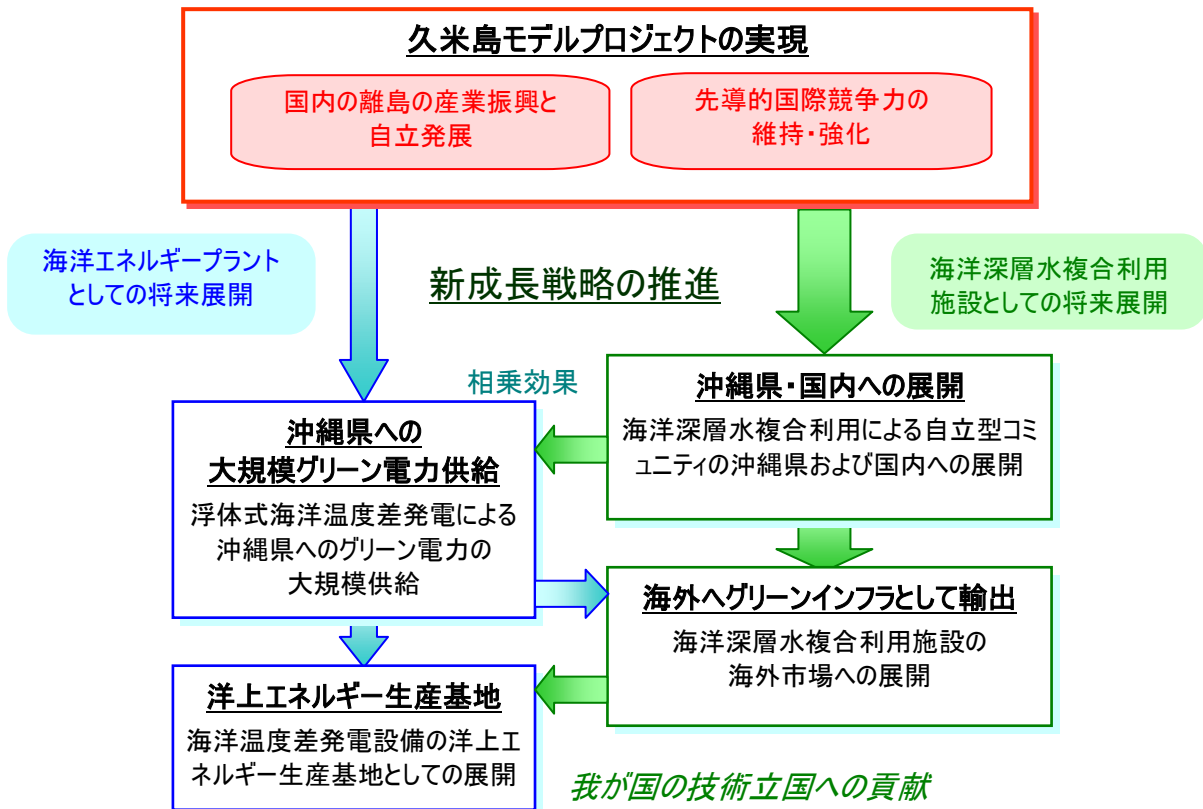 久米島モデルプロジェクトの実現
国内の離島の産業振興と
自立発展
先導的国際競争力の
維持・強化
海洋エネルギープラント
としての将来展開
新成長戦略の推進
海洋深層水複合利用
施設としての将来展開
相乗効果
沖縄県への
大規模グリーン電力供給
浮体式海洋温度差発電による
沖縄県へのグリーン電力の
大規模供給
沖縄県・国内への展開
海洋深層水複合利用による自立型コミ
ュニティの沖縄県および国内への展開
海外へグリーンインフラとして輸出
海洋深層水複合利用施設の
海外市場への展開
洋上エネルギー生産基地
海洋温度差発電設備の洋上エ
ネルギー生産基地としての展開
我が国の技術立国への貢献